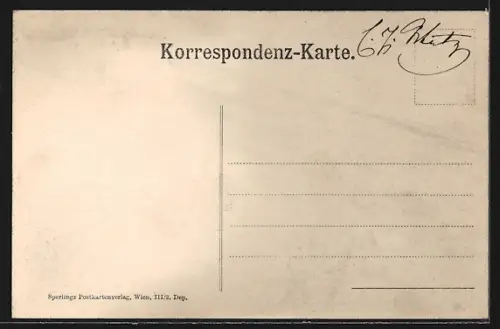 Korrespondenz-Karte.
Sperlings Postkartenverlag, Wien, III/2, Dep.